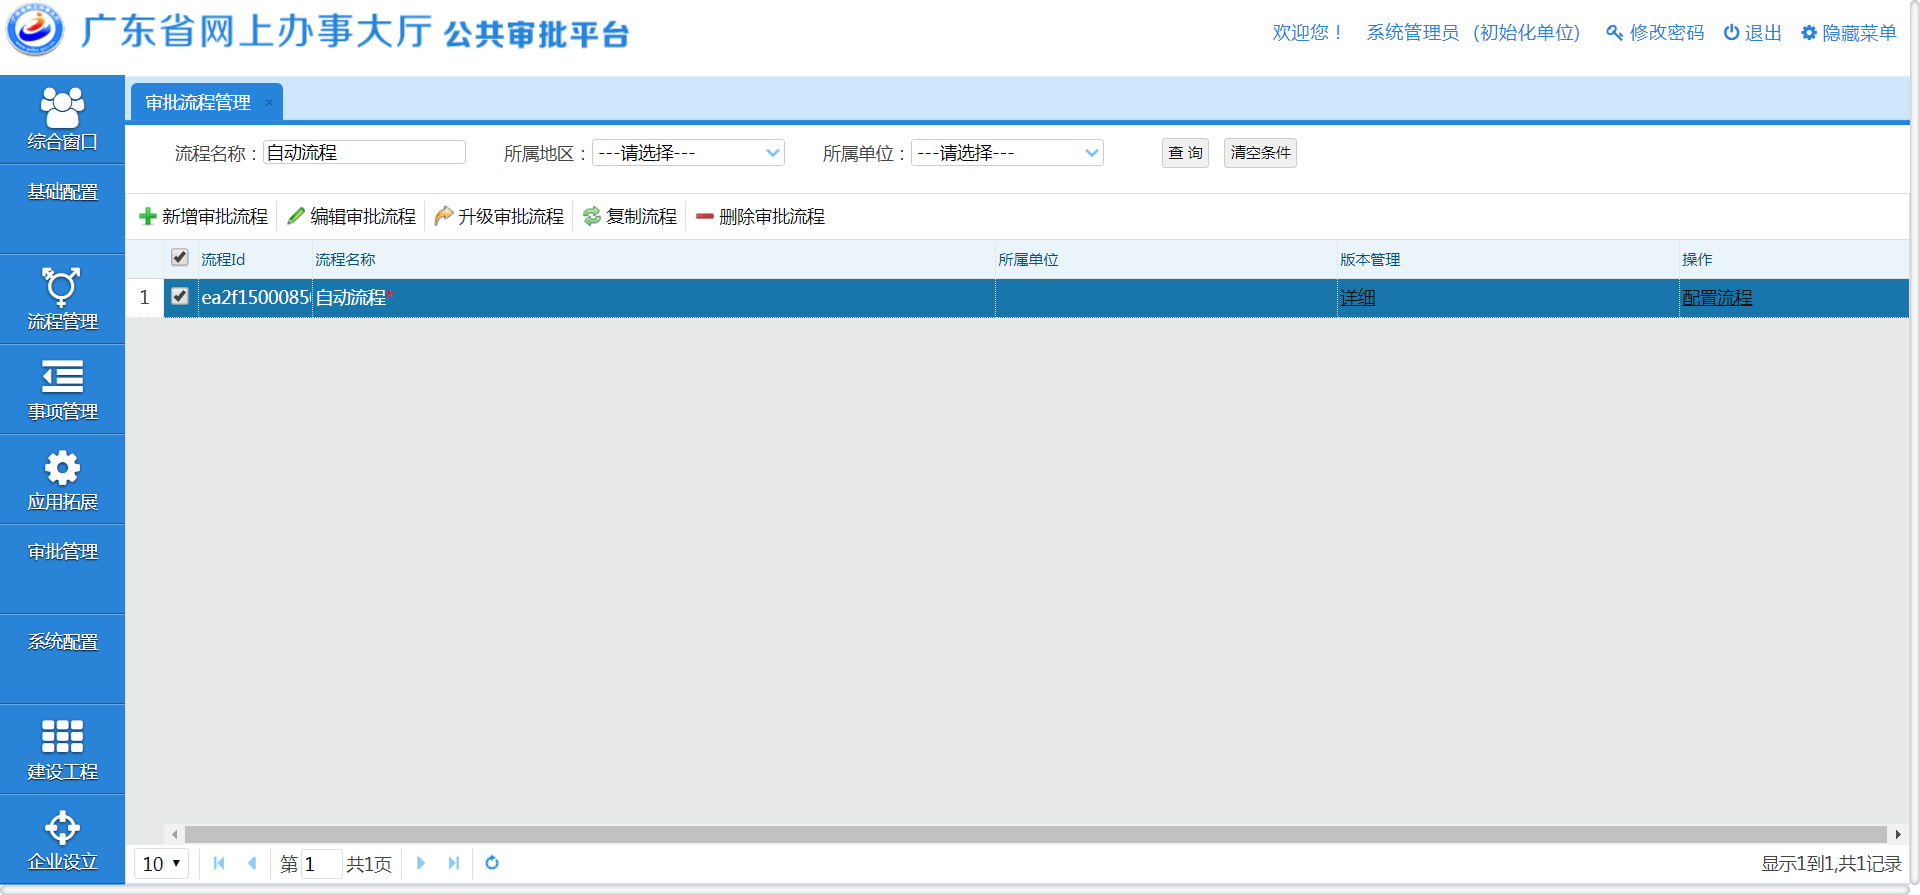 广东省网上办事大厅 公共审批平台
欢迎您！ 系统管理员 (初始化单位) 修改密码 退出 隐藏菜单
综合窗口
基础配置
流程管理
事项管理
应用拓展
审批管理
系统配置
建设工程
企业设立
审批流程管理 ×
流程名称： 自动流程 所属地区： ---请选择--- 所属单位： ---请选择--- 查 询 清空条件
新增审批流程 编辑审批流程 升级审批流程 复制流程 删除审批流程
流程Id 流程名称 所属单位 版本管理 操作
1 ea2f1500085 自动流程* 详细 配置流程
10 第 1 共1页 显示1到1,共1记录